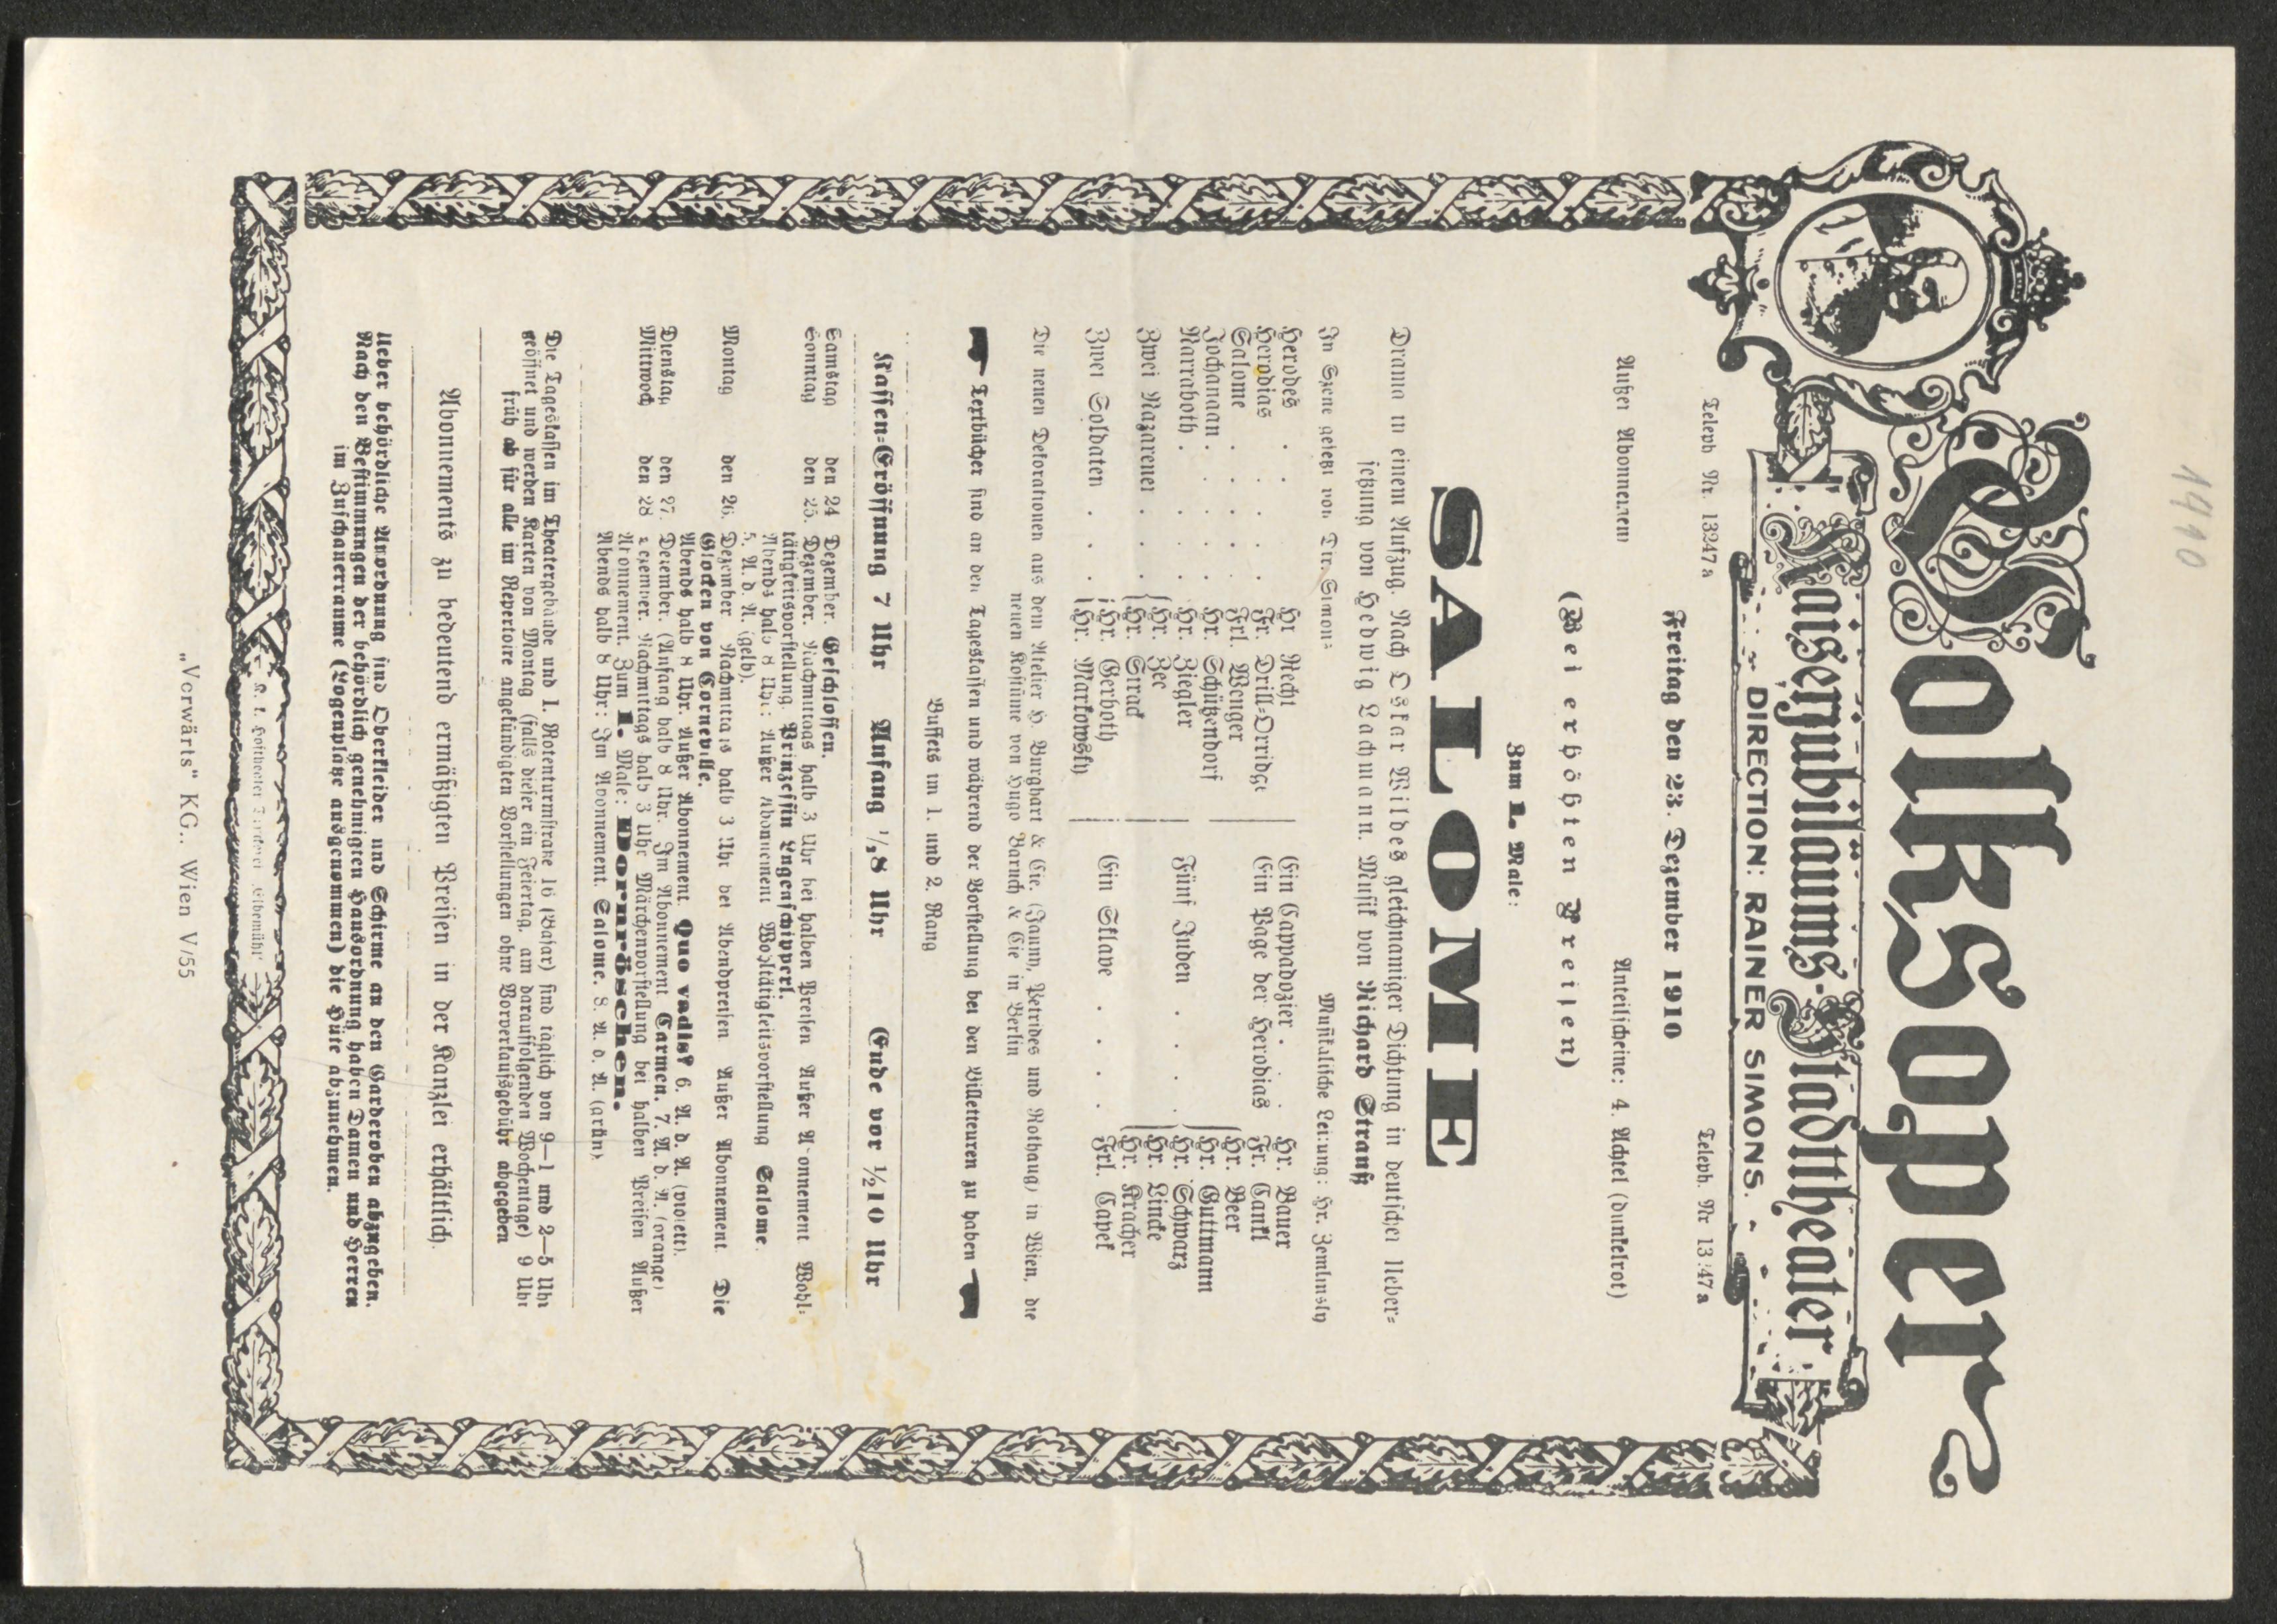 1910
Volksoper
Kaiserjubiläums-Stadttheater
DIRECTION: RAINER SIMONS.
Teleph Nr. 13247a
Teleph. Nr 13 47a
Freitag den 23. Dezember 1910
Außer Abonnement
Anteilscheine: 4. Achtel (dunkelrot)
(Bei erhöhten Preisen)
Zum 1. Male:
SALOME
Drama in einem Aufzug. Nach Oskar Wildes gleichnamiger Dichtung in deutscher Ueber-
setzung von Hedwig Lachmann. Musik von Richard Strauß
In Szene gesetzt von Dir. Simons
Musikalische Leitung: Hr. Zemlinsky
Herodes . . . . . Hr Recht
Herodias . . . . Fr. Drill-Orridge
Salome . . . . . Frl. Wenger
Jochanaan . . . . Hr. Schützendorf
Narraboth . . . . Hr. Ziegler
Zwei Nazarener . . . { Hr. Zec
Hr. Sirad
Zwei Soldaten . . . { Hr. Gerboth
Hr. Markowsky
Ein Cappadozier . . . Hr. Bauer
Ein Page der Herodias Fr. Cankl
Fünf Juden . . . . { Hr. Beer
Hr. Guttmann
Hr. Schwarz
Hr. Lincke
Hr. Kracher
Ein Sklave . . . . Frl. Capek
Die neuen Dekorationen aus dem Atelier H. Burghart & Cie. (Jaunv, Petrides und Rothaug) in Wien, die
neuen Kostüme von Hugo Baruch & Cie in Berlin
Textbücher sind an den Tageskassen und während der Vorstellung bei den Billetteuren zu haben
Buffets im 1. und 2. Rang
Kassen-Eröffnung 7 Uhr Anfang ½8 Uhr Ende vor ½10 Uhr
Samstag den 24 Dezember. Geschlossen.
Sonntag den 25. Dezember. Nachmittags halb 3 Uhr bei halben Preisen Außer Abonnement Wohl-
tätigkeitsvorstellung. Prinzessin Tugenschipperl.
Abends halb 8 Uhr: Außer Abonnement Wohltätigkeitsvorstellung Salome.
5. A. d. A. (gelb).
Montag den 26. Dezember Nachmittags halb 3 Uhr bei Abendpreisen Außer Abonnement. Die
Glocken von Corneville.
Abends halb 8 Uhr. Außer Abonnement. Quo vadis? 6. A. d. A. (violett).
Dienstag den 27. Dezember. (Anfang halb 8 Uhr. Im Abonnement Carmen. 7. A. d. A. (orange)
Mittwoch den 28 Dezember. Nachmittags halb 3 Uhr Märchenvorstellung bei halben Preisen Außer
Abonnement. Zum 1. Male: Dornröschen.
Abends halb 8 Uhr: Im Abonnement. Salome. 8. A. d. A. (grün).
Die Tageskassen im Theatergebäude und I. Rotenturmstraße 16 (Basar) sind täglich von 9—1 und 2—5 Uhr
geöffnet und werden Karten von Montag (falls dieser ein Feiertag, am darauffolgenden Wochentage) 9 Uhr
früh ab für alle im Repertoire angekündigten Vorstellungen ohne Vorverkaufsgebühr abgegeben
Abonnements zu bedeutend ermäßigten Preisen in der Kanzlei erhältlich.
Ueber behördliche Anordnung sind Oberkleider und Schirme an den Garderoben abzugeben.
Nach den Bestimmungen der behördlich genehmigten Hausordnung haben Damen und Herren
im Zuschauerraume (Logenplätze ausgenommen) die Hüte abzunehmen.
K. k. Hoftheater Druckerei Elbemühl
„Vorwärts" KG., Wien V/55